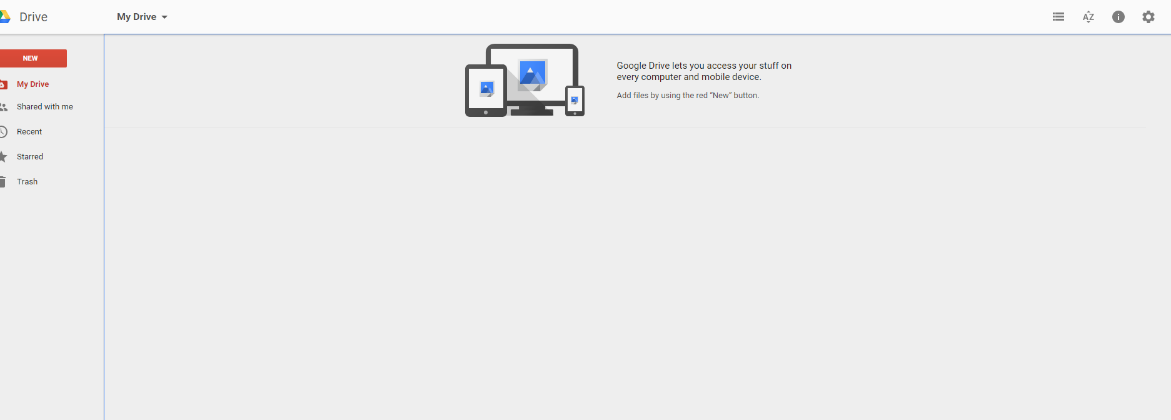 Drive
My Drive
AZ
NEW
My Drive
Shared with me
Recent
Starred
Trash
Google Drive lets you access your stuff on
every computer and mobile device.
Add files by using the red “New” button.